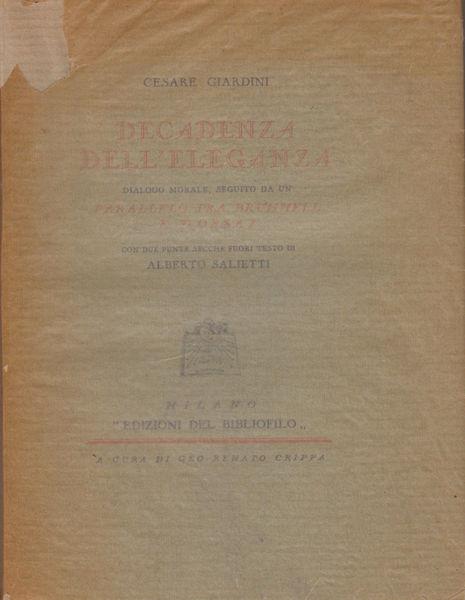 CESARE GIARDINI
DECADENZA
DELL'ELEGANZA
DIALOGO MORALE, SEGUITO DA UN
PARALLELO TRA BRUMMELL
E D'ORSAY
CON DUE PUNTE SECCHE FUORI TESTO DI
ALBERTO SALIETTI
MILANO
"EDIZIONI DEL BIBLIOFILO„
A CURA DI GEO RENATO CRIPPA